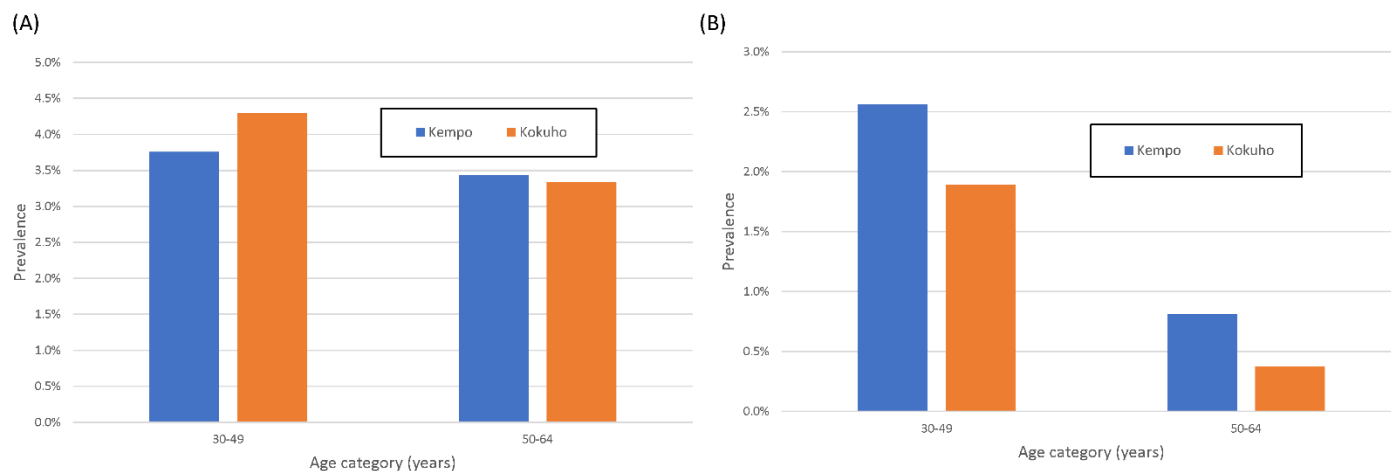 (A)
5.0%
4.5%
4.0%
3.5%
3.0%
2.5%
2.0%
1.5%
1.0%
0.5%
0.0%
Prevalence
Kempo Kokuho
30-49 50-64
Age category (years)
(B)
3.0%
2.5%
2.0%
1.5%
1.0%
0.5%
0.0%
Prevalence
Kempo Kokuho
30-49 50-64
Age category (years)